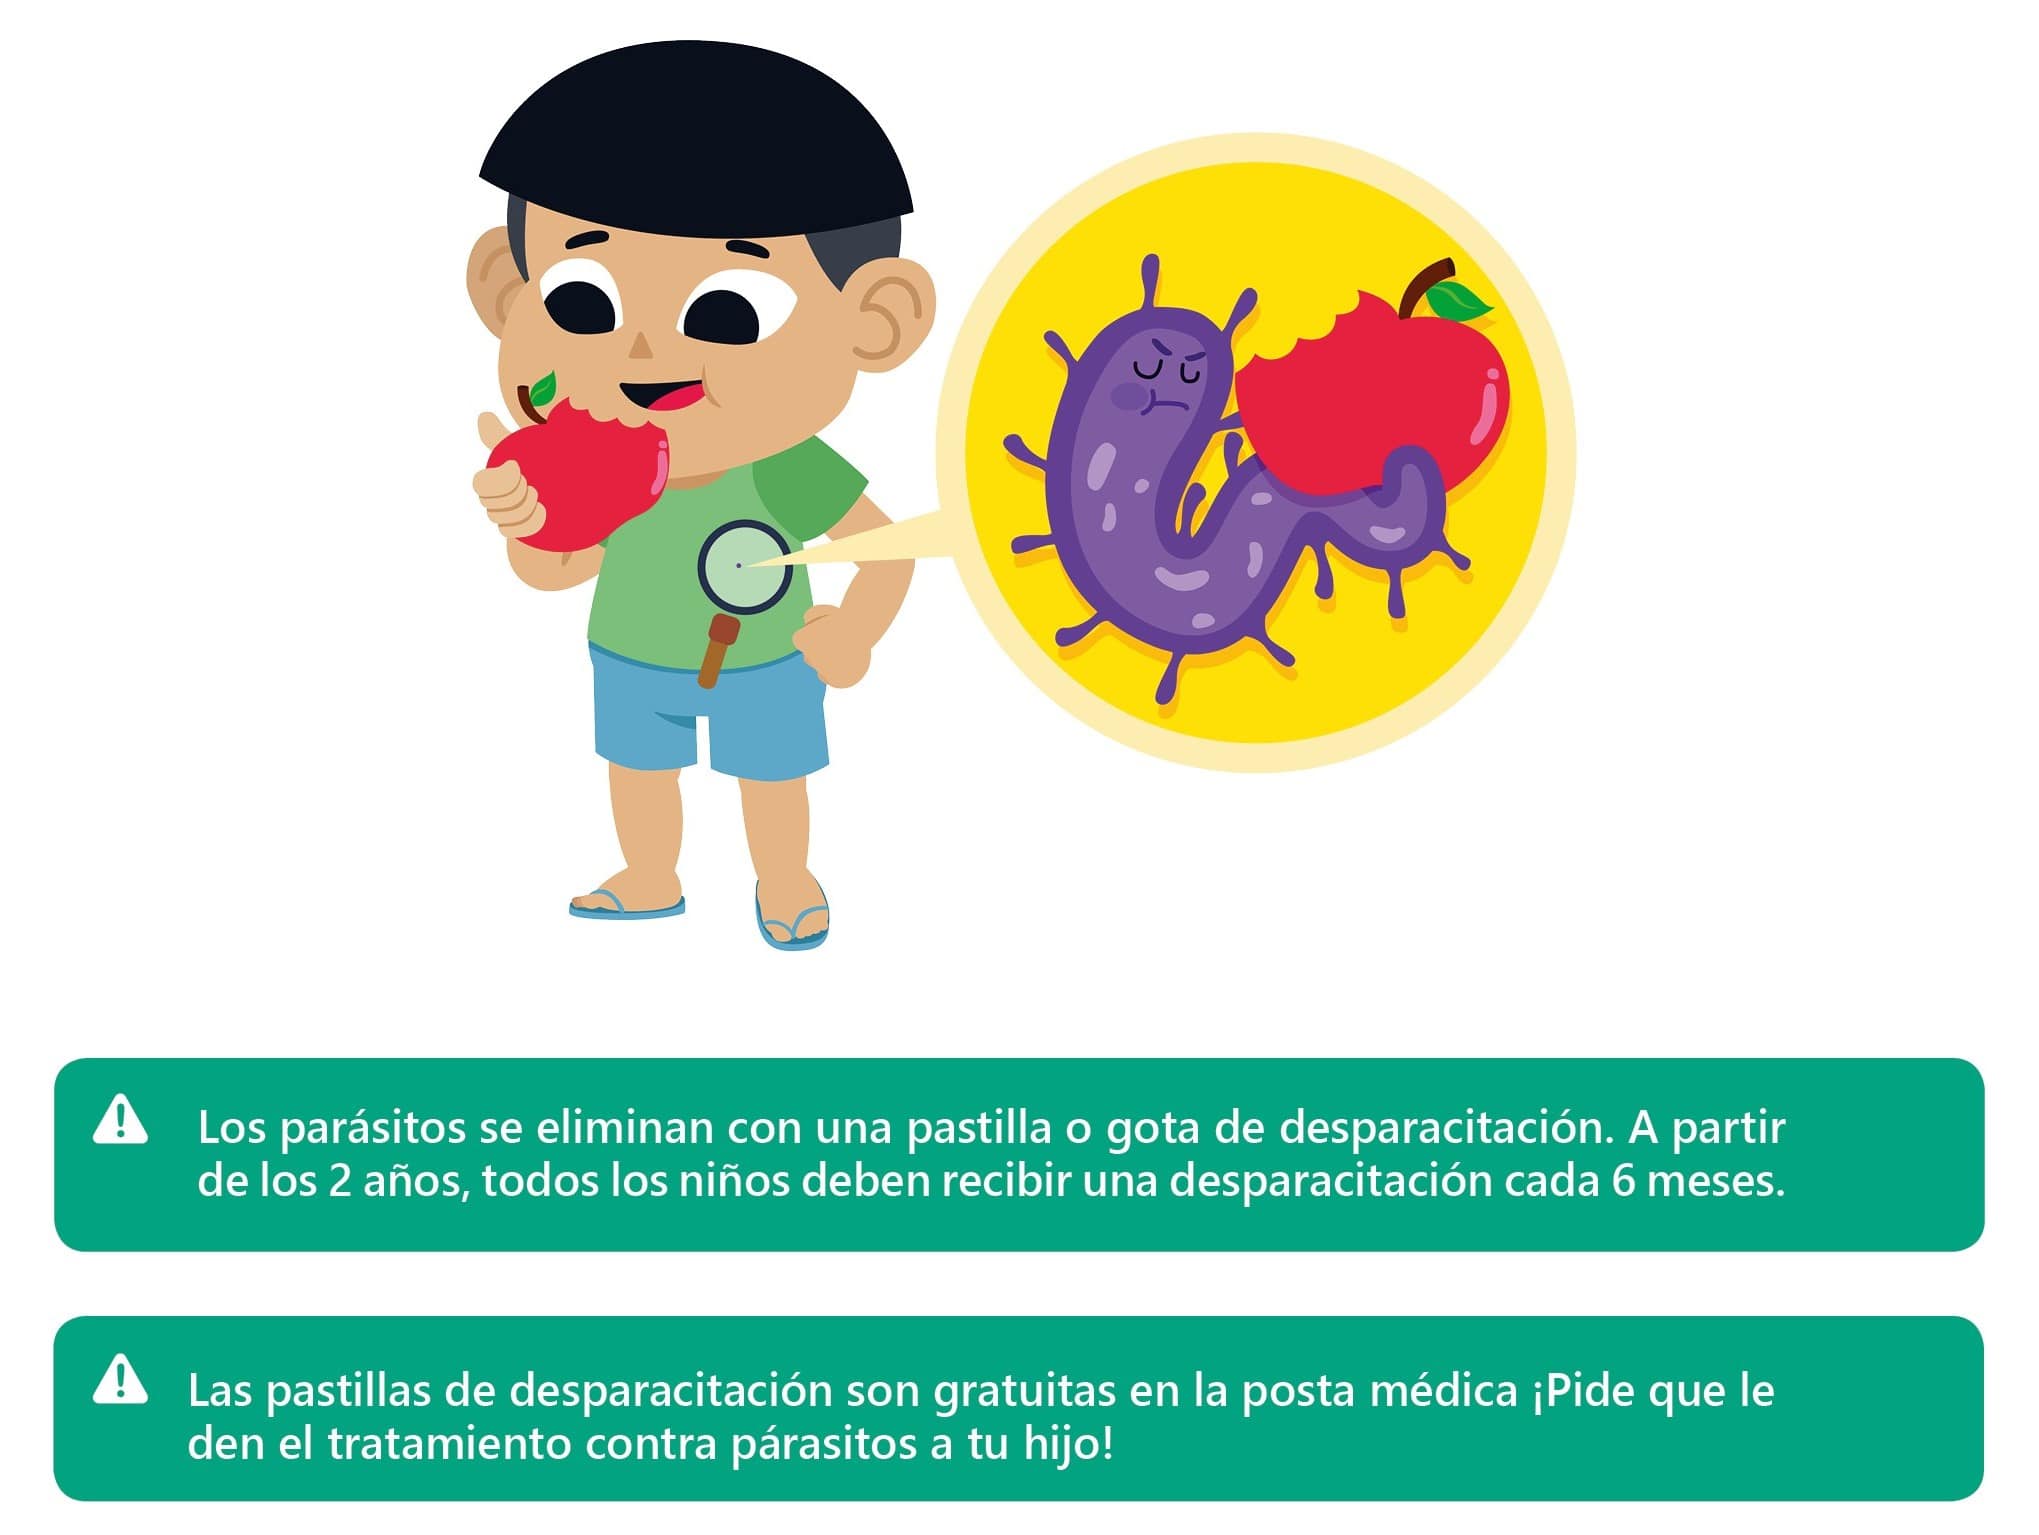 Los parásitos se eliminan con una pastilla o gota de desparacitación. A partir
de los 2 años, todos los niños deben recibir una desparacitación cada 6 meses.
Las pastillas de desparacitación son gratuitas en la posta médica ¡Pide que le
den el tratamiento contra párasitos a tu hijo!